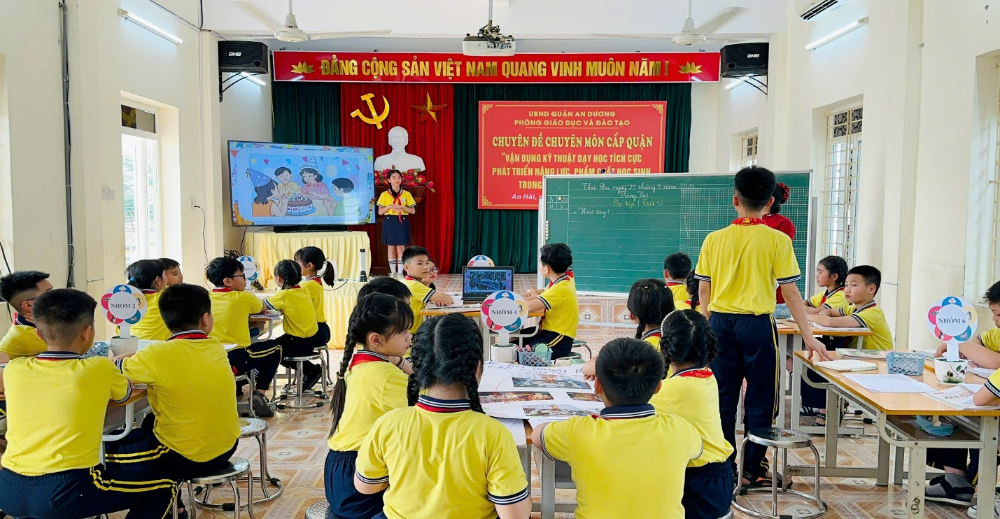 ĐẢNG CỘNG SẢN VIỆT NAM QUANG VINH MUÔN NĂM !
BMB
BMB
UBND QUẬN AN DƯƠNG
PHÒNG GIÁO DỤC VÀ ĐÀO TẠO
CHUYÊN ĐỀ CHUYÊN MÔN CẤP QUẬN
"VẬN DỤNG KỸ THUẬT DẠY HỌC TÍCH CỰC
PHÁT TRIỂN NĂNG LỰC, PHẨM CHẤT HỌC SINH
TRONG
An Hải,
Thứ Ba ngày 25 tháng 3 năm 2025
Tiếng Việt
Ôn tập (Tiết 5)
B
N V
* Hoạt động 1
NHÓM 2
NHÓM 4
NHÓM 6